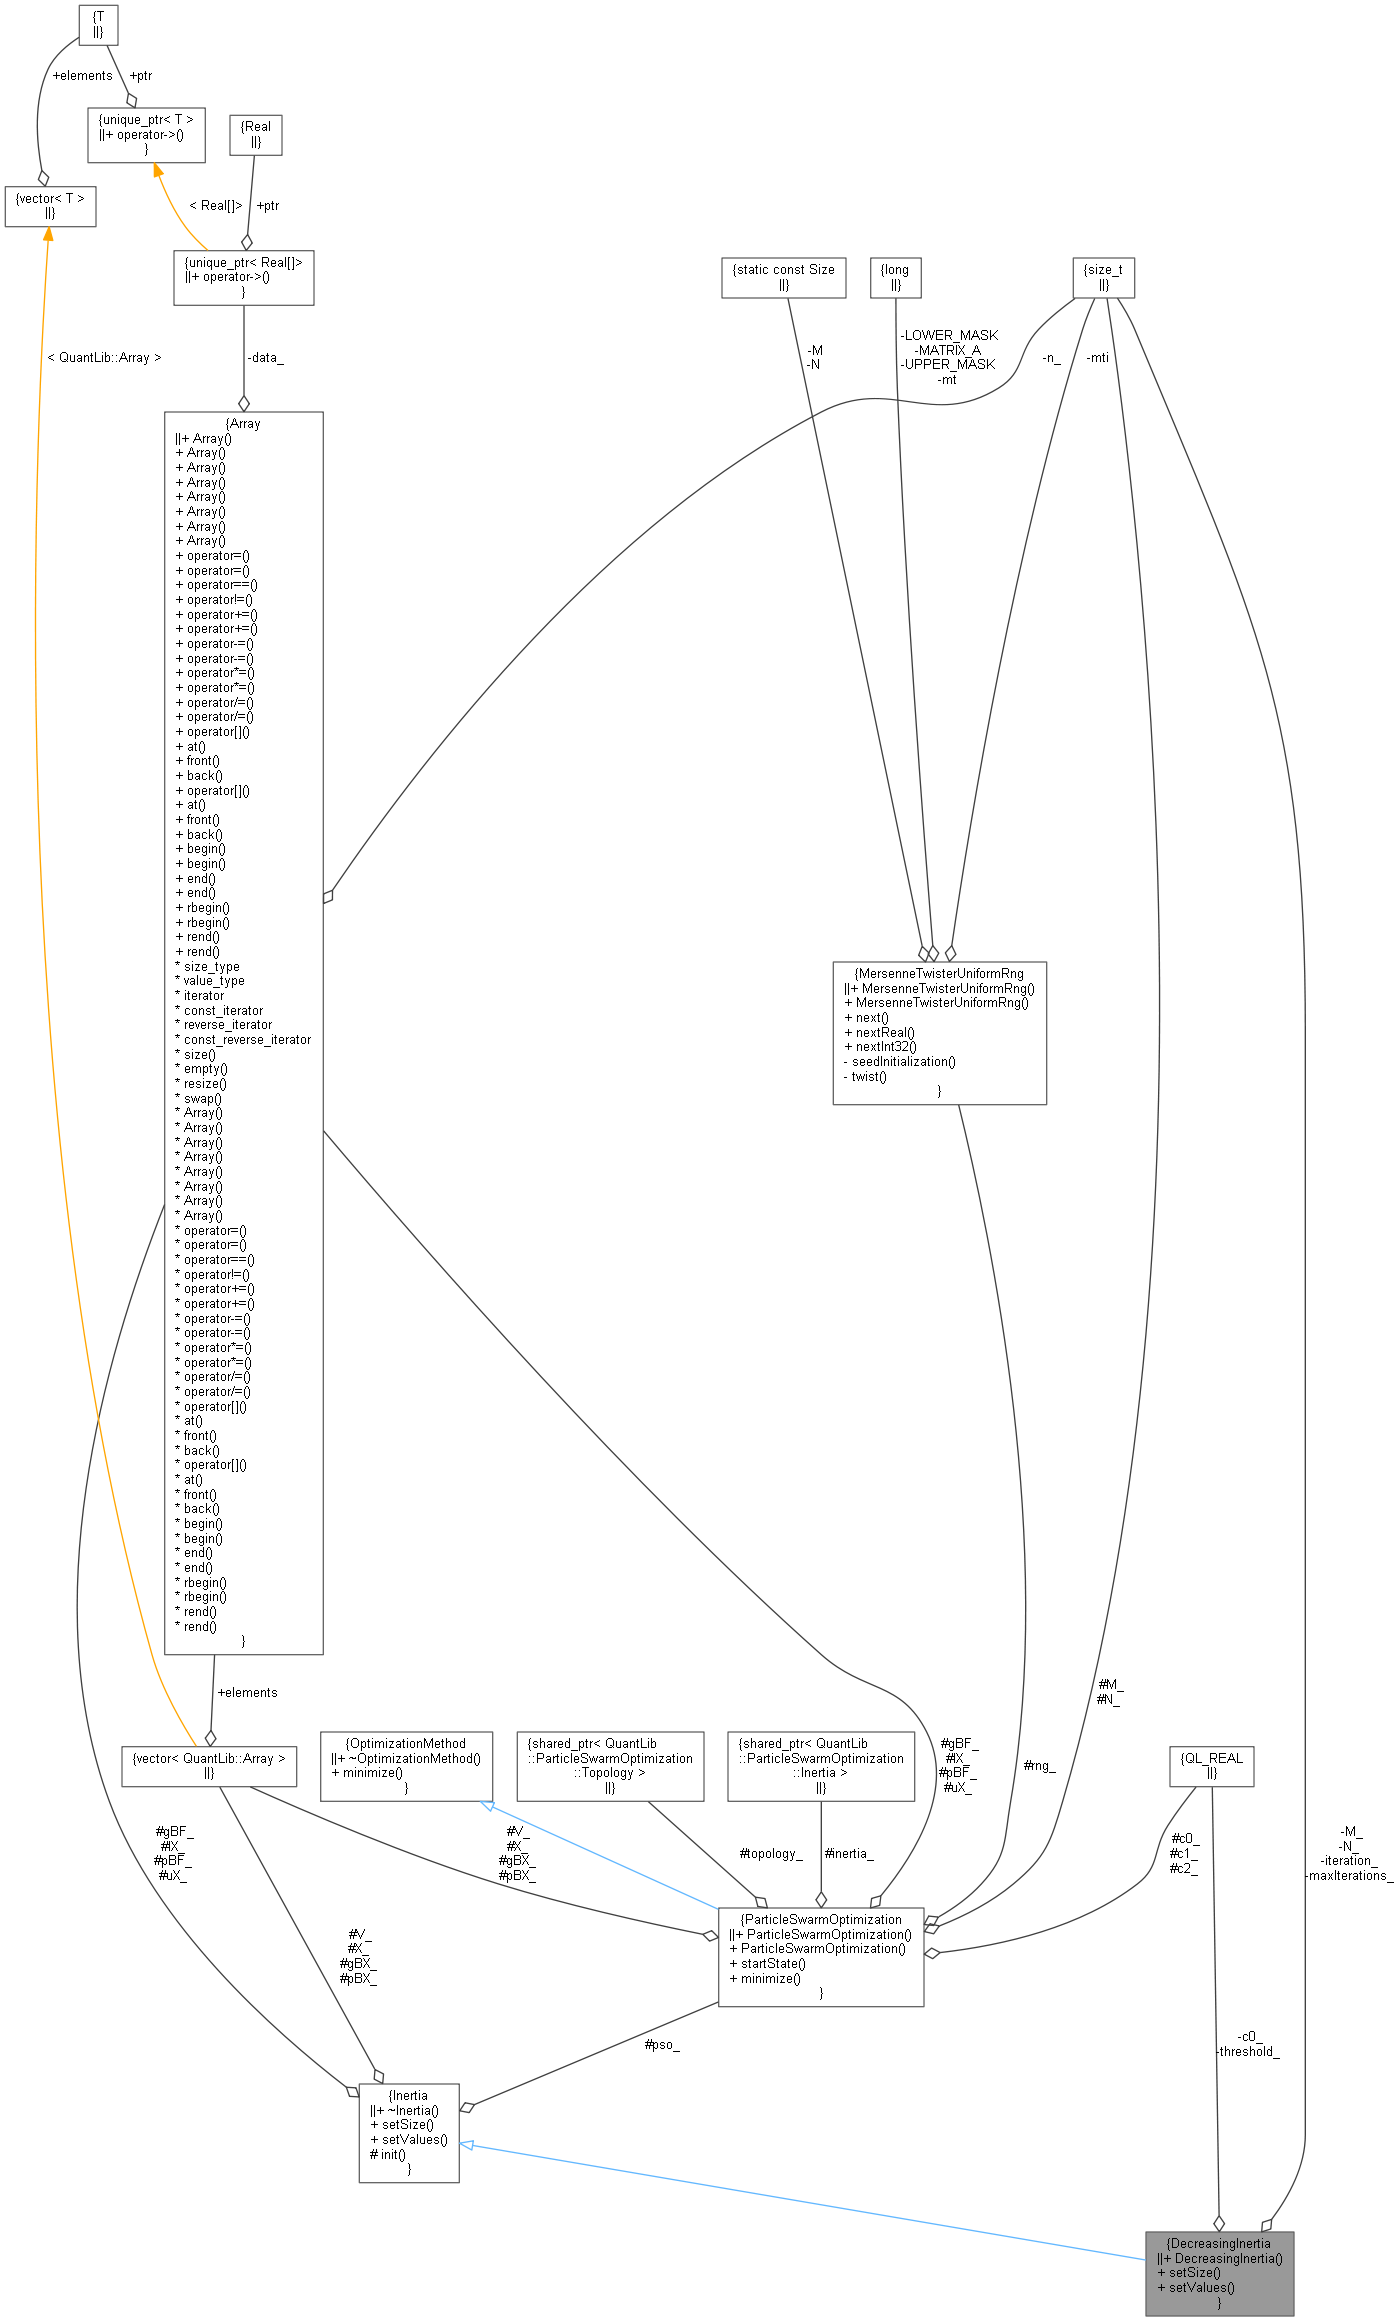 {T
||}
+elements
+ptr
{unique_ptr< T >
||+ operator->()
}
{Real
||}
{vector< T >
||}
< Real[]>
+ptr
{unique_ptr< Real[]>
||+ operator->()
}
{static const Size
||}
{long
||}
{size_t
||}
< QuantLib::Array >
-data_
-M
-N
-LOWER_MASK
-MATRIX_A
-UPPER_MASK
-mt
-n_
-mti
{Array
||+ Array()
+ Array()
+ Array()
+ Array()
+ Array()
+ Array()
+ Array()
+ Array()
+ operator=()
+ operator=()
+ operator==()
+ operator!=()
+ operator+=()
+ operator+=()
+ operator-=()
+ operator-=()
+ operator*=()
+ operator*=()
+ operator/=()
+ operator/=()
+ operator[]()
+ at()
+ front()
+ back()
+ operator[]()
+ at()
+ front()
+ back()
+ begin()
+ begin()
+ end()
+ end()
+ rbegin()
+ rbegin()
+ rend()
+ rend()
* size_type
* value_type
* iterator
* const_iterator
* reverse_iterator
* const_reverse_iterator
* size()
* empty()
* resize()
* swap()
* Array()
* Array()
* Array()
* Array()
* Array()
* Array()
* Array()
* Array()
* operator=()
* operator=()
* operator==()
* operator!=()
* operator+=()
* operator+=()
* operator-=()
* operator-=()
* operator*=()
* operator*=()
* operator/=()
* operator/=()
* operator[]()
* at()
* front()
* back()
* operator[]()
* at()
* front()
* back()
* begin()
* begin()
* end()
* end()
* rbegin()
* rbegin()
* rend()
* rend()
}
{MersenneTwisterUniformRng
||+ MersenneTwisterUniformRng()
+ MersenneTwisterUniformRng()
+ next()
+ nextReal()
+ nextInt32()
- seedInitialization()
- twist()
}
+elements
#M_
#N_
{vector< QuantLib::Array >
||}
{OptimizationMethod
||+ ~OptimizationMethod()
+ minimize()
}
{shared_ptr< QuantLib
::ParticleSwarmOptimization
::Topology >
||}
{shared_ptr< QuantLib
::ParticleSwarmOptimization
::Inertia >
||}
#gBF_
#lX_
#pBF_
#uX_
#rng_
{QL_REAL
||}
#gBF_
#lX_
#pBF_
#uX_
#V_
#X_
#gBX_
#pBX_
#topology_
#inertia_
#c0_
#c1_
#c2_
-M_
-N_
-iteration_
-maxIterations_
{ParticleSwarmOptimization
||+ ParticleSwarmOptimization()
+ ParticleSwarmOptimization()
+ startState()
+ minimize()
}
#V_
#X_
#gBX_
#pBX_
#pso_
-c0_
-threshold_
{Inertia
||+ ~Inertia()
+ setSize()
+ setValues()
# init()
}
{DecreasingInertia
||+ DecreasingInertia()
+ setSize()
+ setValues()
}